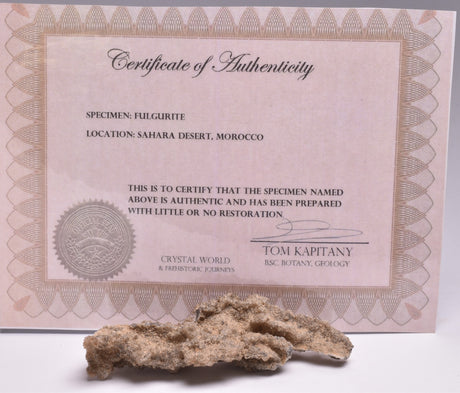 Certificate of Authenticity
SPECIMEN: FULGURITE
LOCATION: SAHARA DESERT, MOROCCO
THIS IS TO CERTIFY THAT THE SPECIMEN NAMED
ABOVE IS AUTHENTIC AND HAS BEEN PREPARED
WITH LITTLE OR NO RESTORATION
CRYSTAL WORLD
& PREHISTORIC JOURNEYS
TOM KAPITANY
B.SC. BOTANY, GEOLOGY